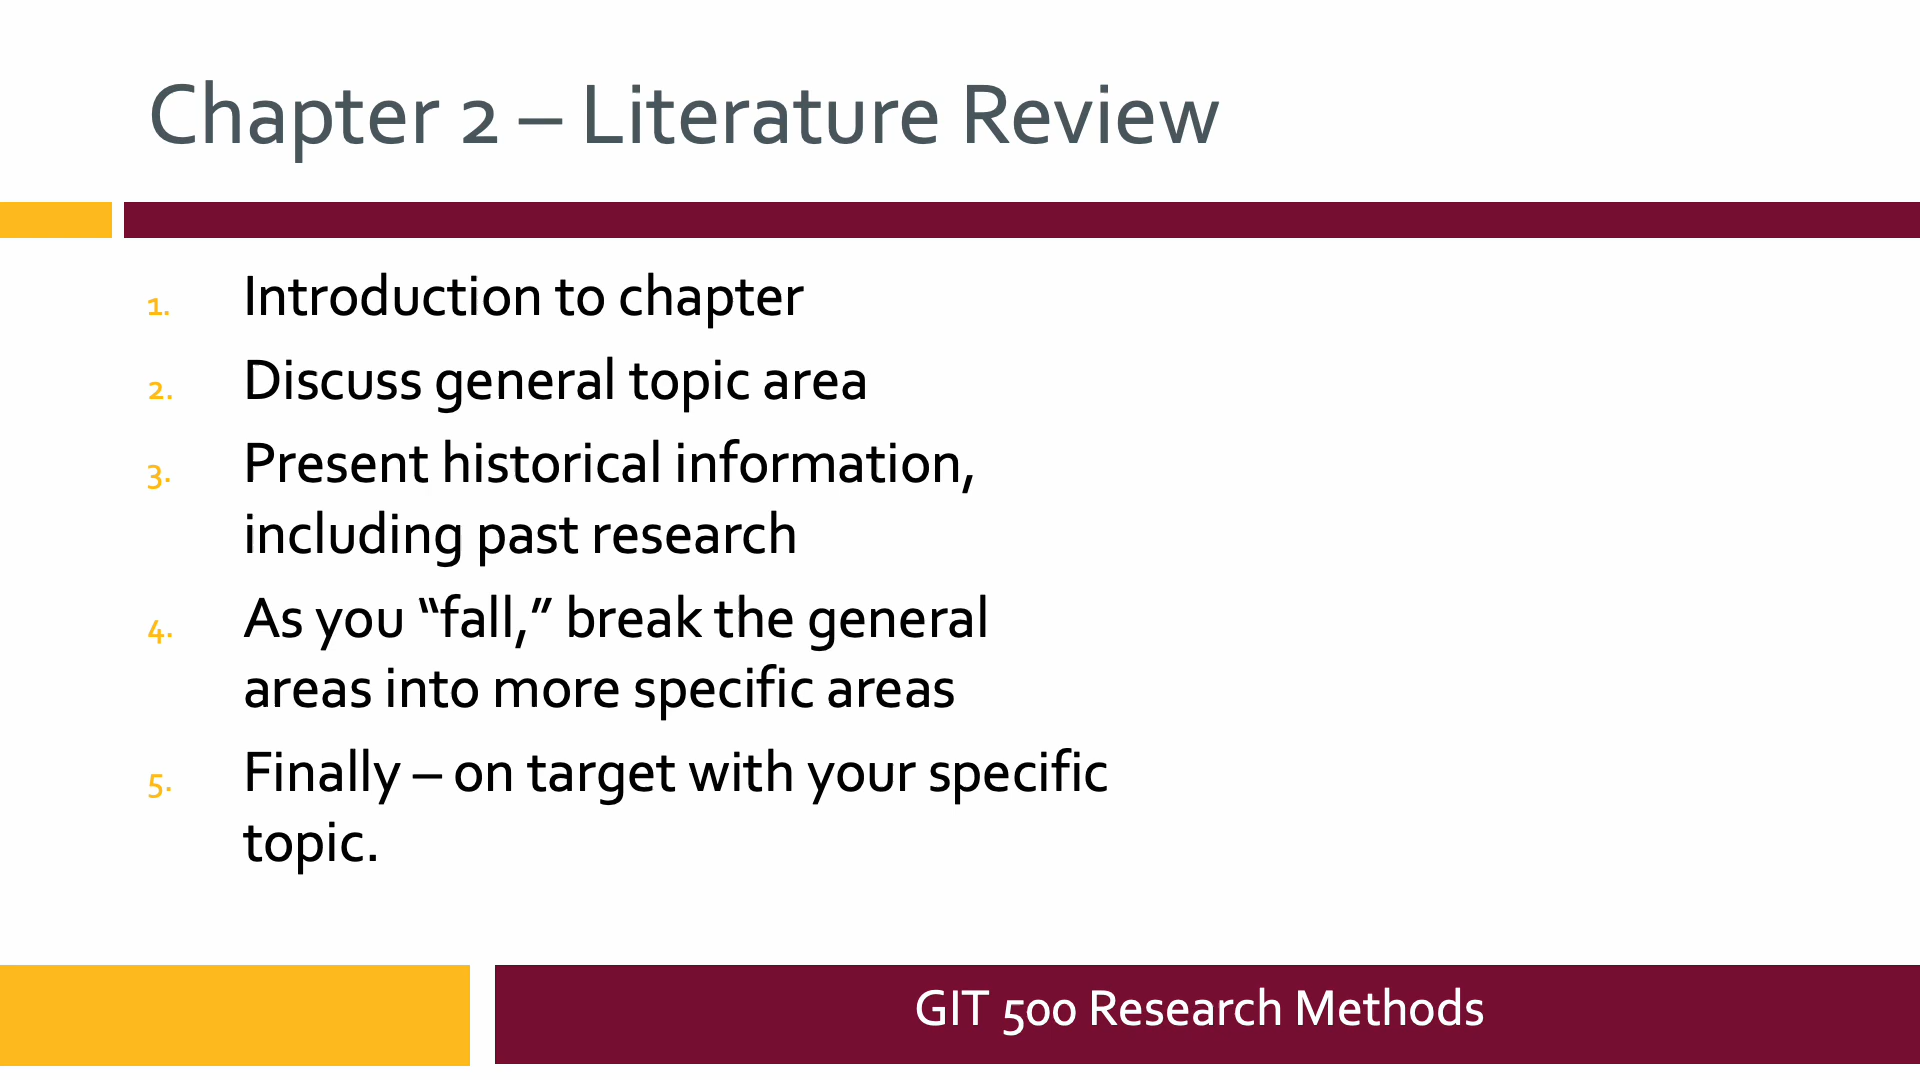 Chapter 2 – Literature Review
1. Introduction to chapter
2. Discuss general topic area
3. Present historical information,
including past research
4. As you “fall,” break the general
areas into more specific areas
5. Finally – on target with your specific
topic.
GIT 500 Research Methods